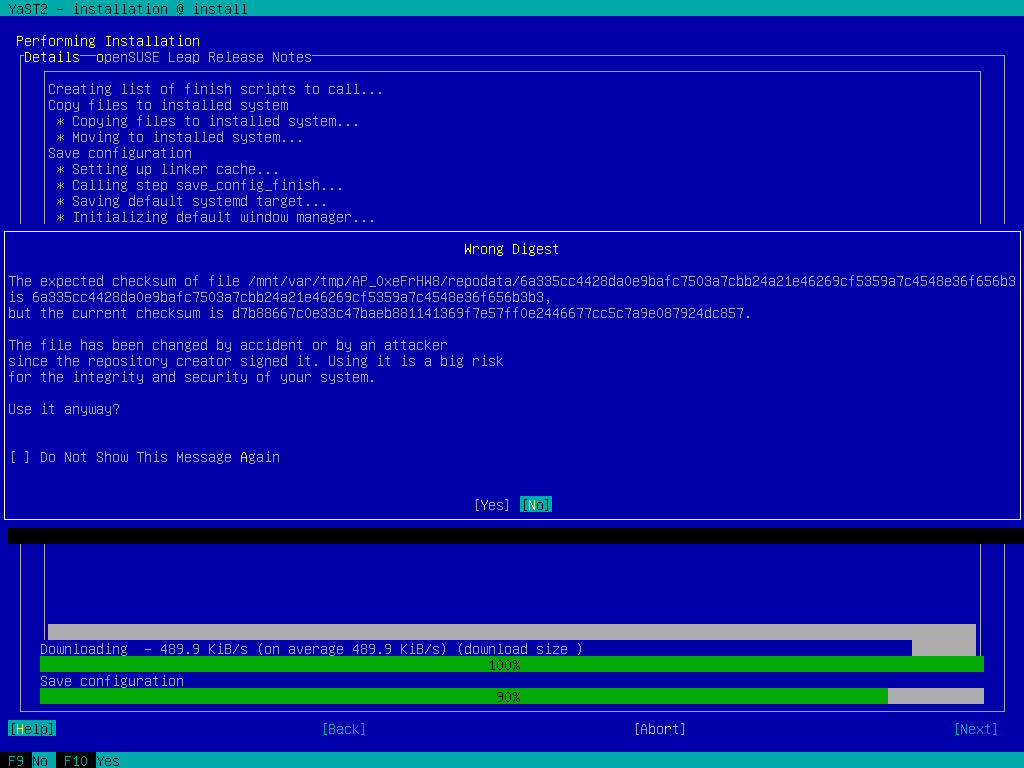 YaST2 - installation @ install
Performing Installation
Details openSUSE Leap Release Notes
Creating list of finish scripts to call...
Copy files to installed system
* Copying files to installed system...
* Moving to installed system...
Save configuration
* Setting up linker cache...
* Calling step save_config_finish...
* Saving default systemd target...
* Initializing default window manager...
Wrong Digest
The expected checksum of file /mnt/var/tmp/AP_0xeFrHW8/repodata/6a335cc4428da0e9bafc7503a7cbb24a21e46269cf5359a7c4548e36f656b3
is 6a335cc4428da0e9bafc7503a7cbb24a21e46269cf5359a7c4548e36f656b3b3,
but the current checksum is d7b88667c0e33c47baeb881141369f7e57ff0e2446677cc5c7a9e087924dc857.
The file has been changed by accident or by an attacker
since the repository creator signed it. Using it is a big risk
for the integrity and security of your system.
Use it anyway?
[ ] Do Not Show This Message Again
[Yes] [No]
Downloading - 489.9 KiB/s (on average 489.9 KiB/s) (download size )
100%
Save configuration
90%
[Help] [Back] [Abort] [Next]
F9 No F10 Yes